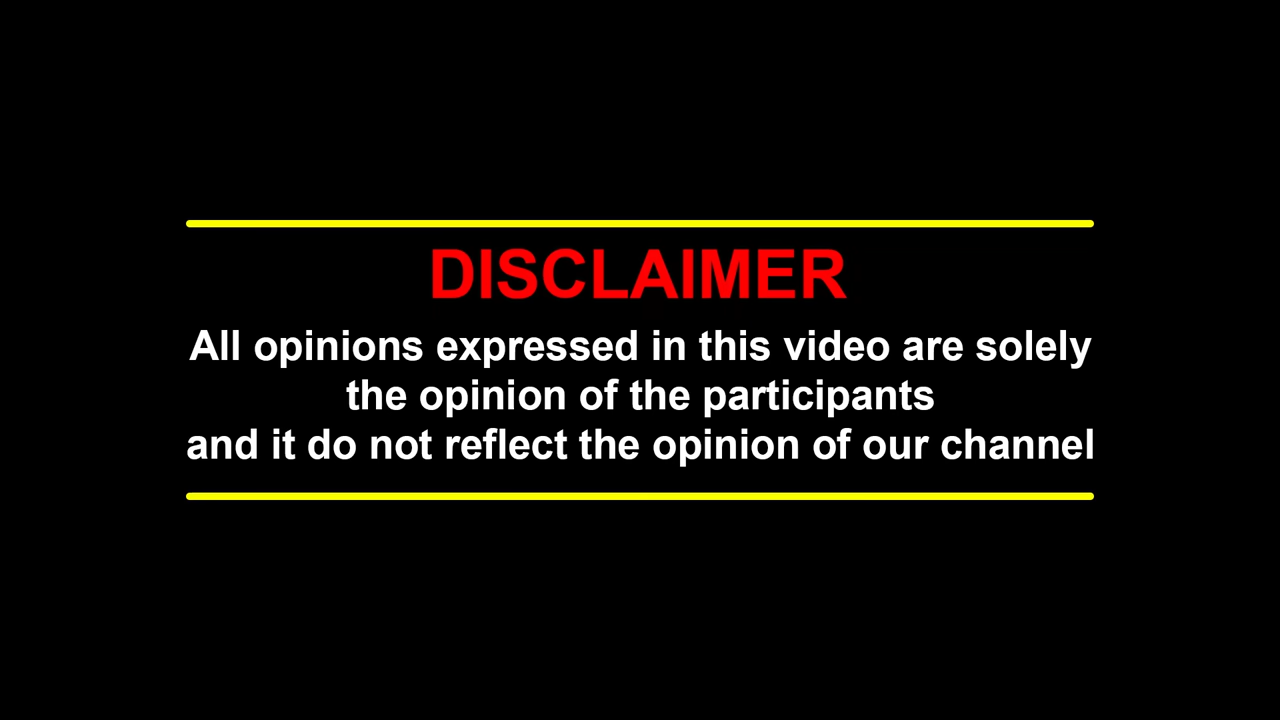 DISCLAIMER
All opinions expressed in this video are solely
the opinion of the participants
and it do not reflect the opinion of our channel